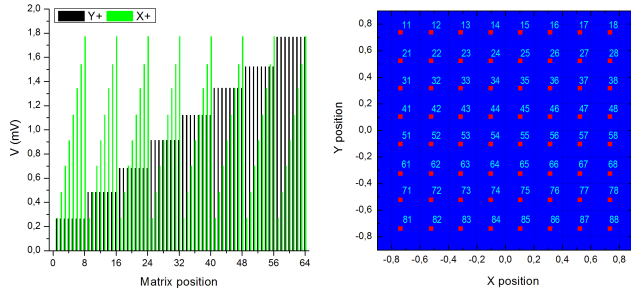 Y+ X+
2,0
1,8
1,6
1,4
1,2
1,0
0,8
0,6
0,4
0,2
0,0
V (mV)
0 8 16 24 32 40 48 56 64
Matrix position
0,8
0,6
0,4
0,2
0,0
-0,2
-0,4
-0,6
-0,8
Y position
11 12 13 14 15 16 17 18
21 22 23 24 25 26 27 28
31 32 33 34 35 36 37 38
41 42 43 44 45 46 47 48
51 52 53 54 55 56 57 58
61 62 63 64 65 66 67 68
71 72 73 74 75 76 77 78
81 82 83 84 85 86 87 88
-0,8 -0,6 -0,4 -0,2 0,0 0,2 0,4 0,6 0,8
X position